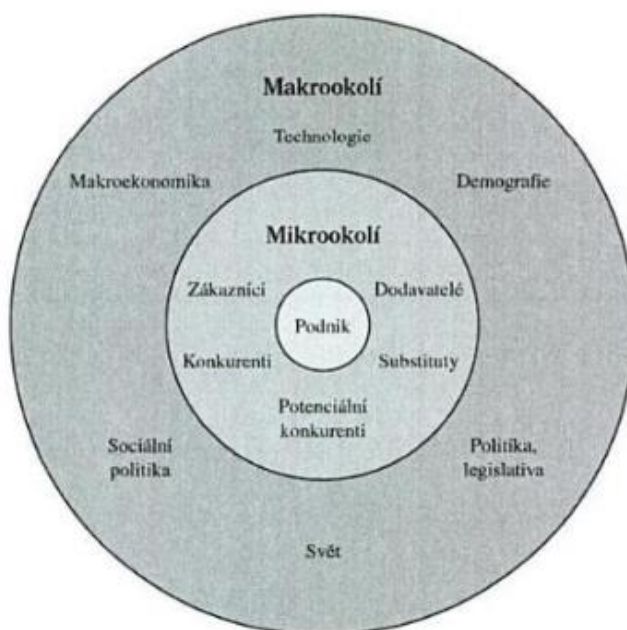 Makrookolí
Technologie
Makroekonomika
Demografie
Mikrookolí
Zákazníci
Dodavatelé
Podnik
Konkurenti
Substituty
Potenciální
konkurenti
Sociální
politika
Politika,
legislativa
Svět